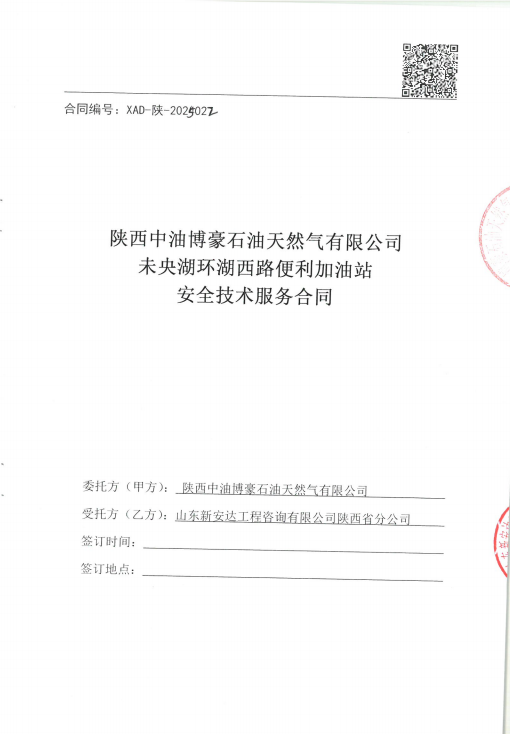 合同编号：XAD-陕-2025022
陕西中油博豪石油天然气有限公司
未央湖环湖西路便利加油站
安全技术服务合同
委托方（甲方）：陕西中油博豪石油天然气有限公司
受托方（乙方）：山东新安达工程咨询有限公司陕西省分公司
签订时间：
签订地点：